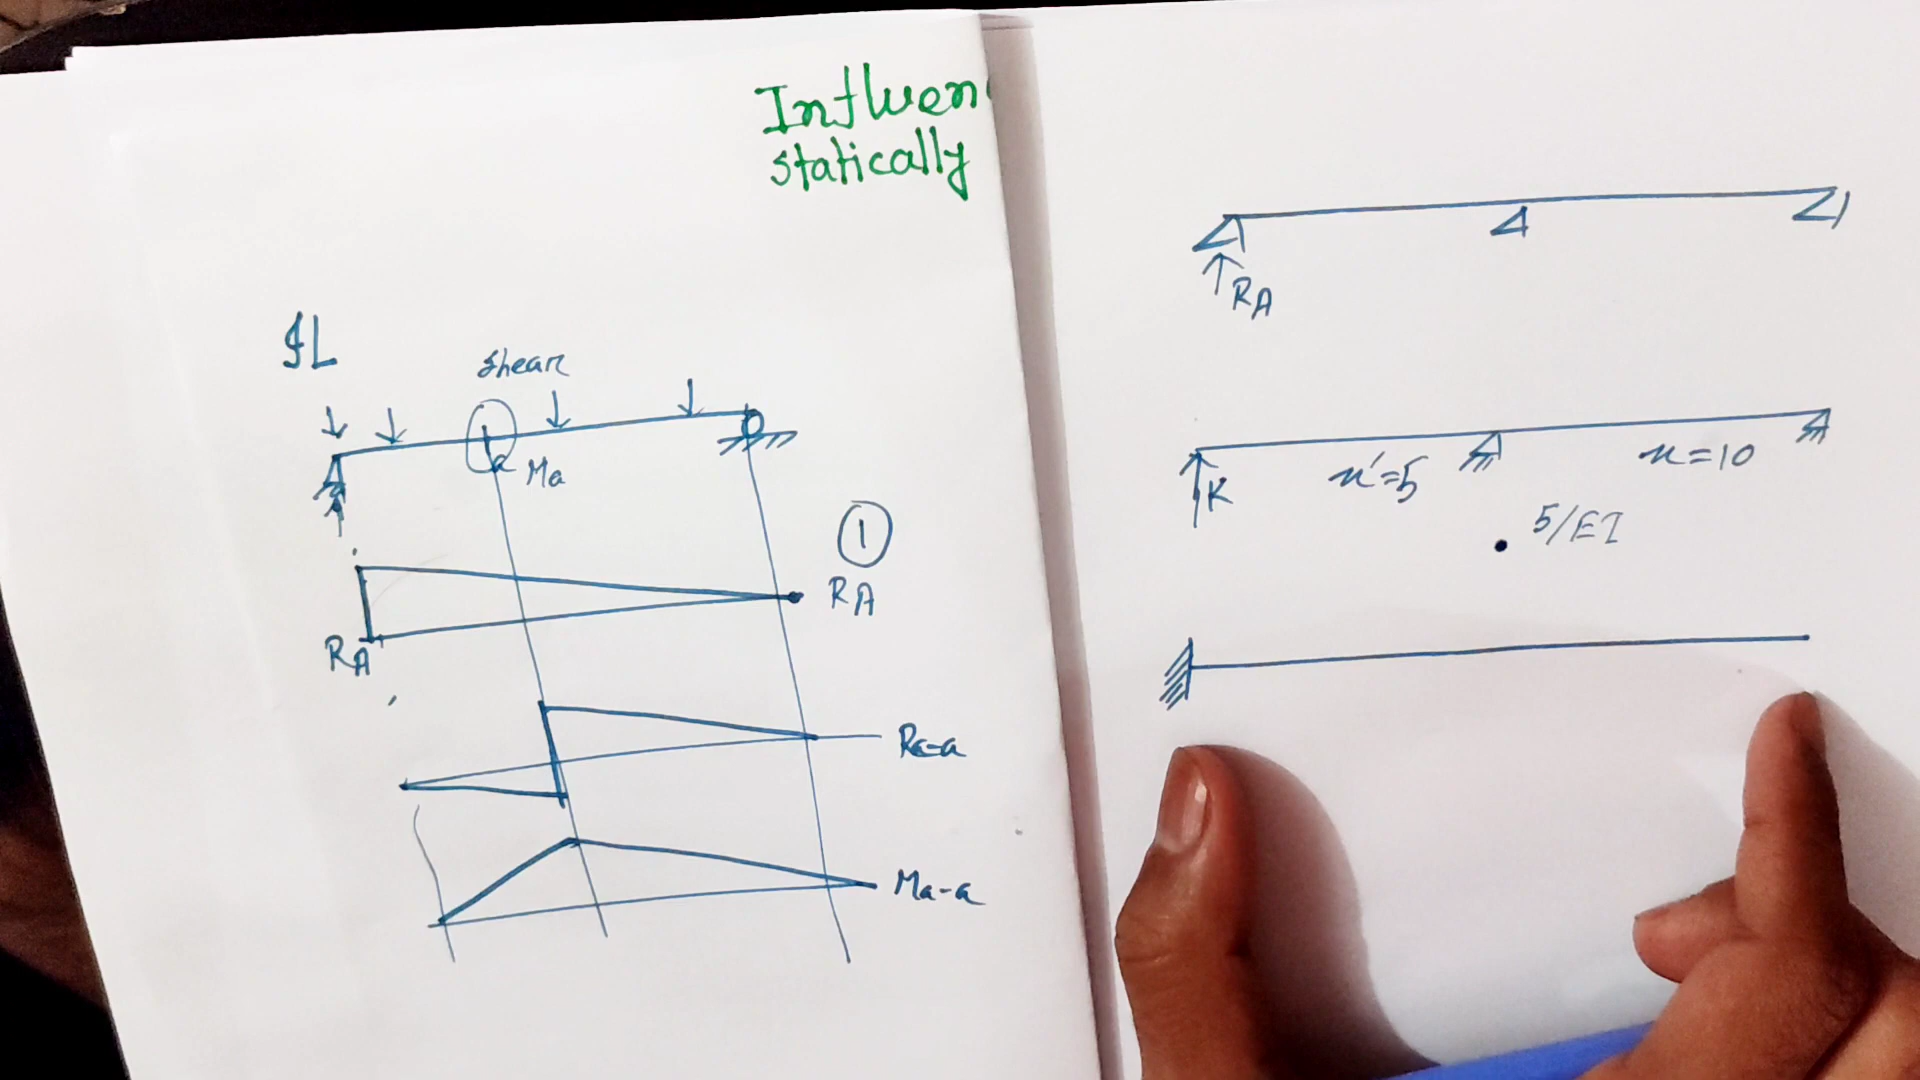 Influen
statically
IL
shear
Ma
1
RA
RA
Ra-a
Ma-a
RA
x'=5
x=10
5/EI